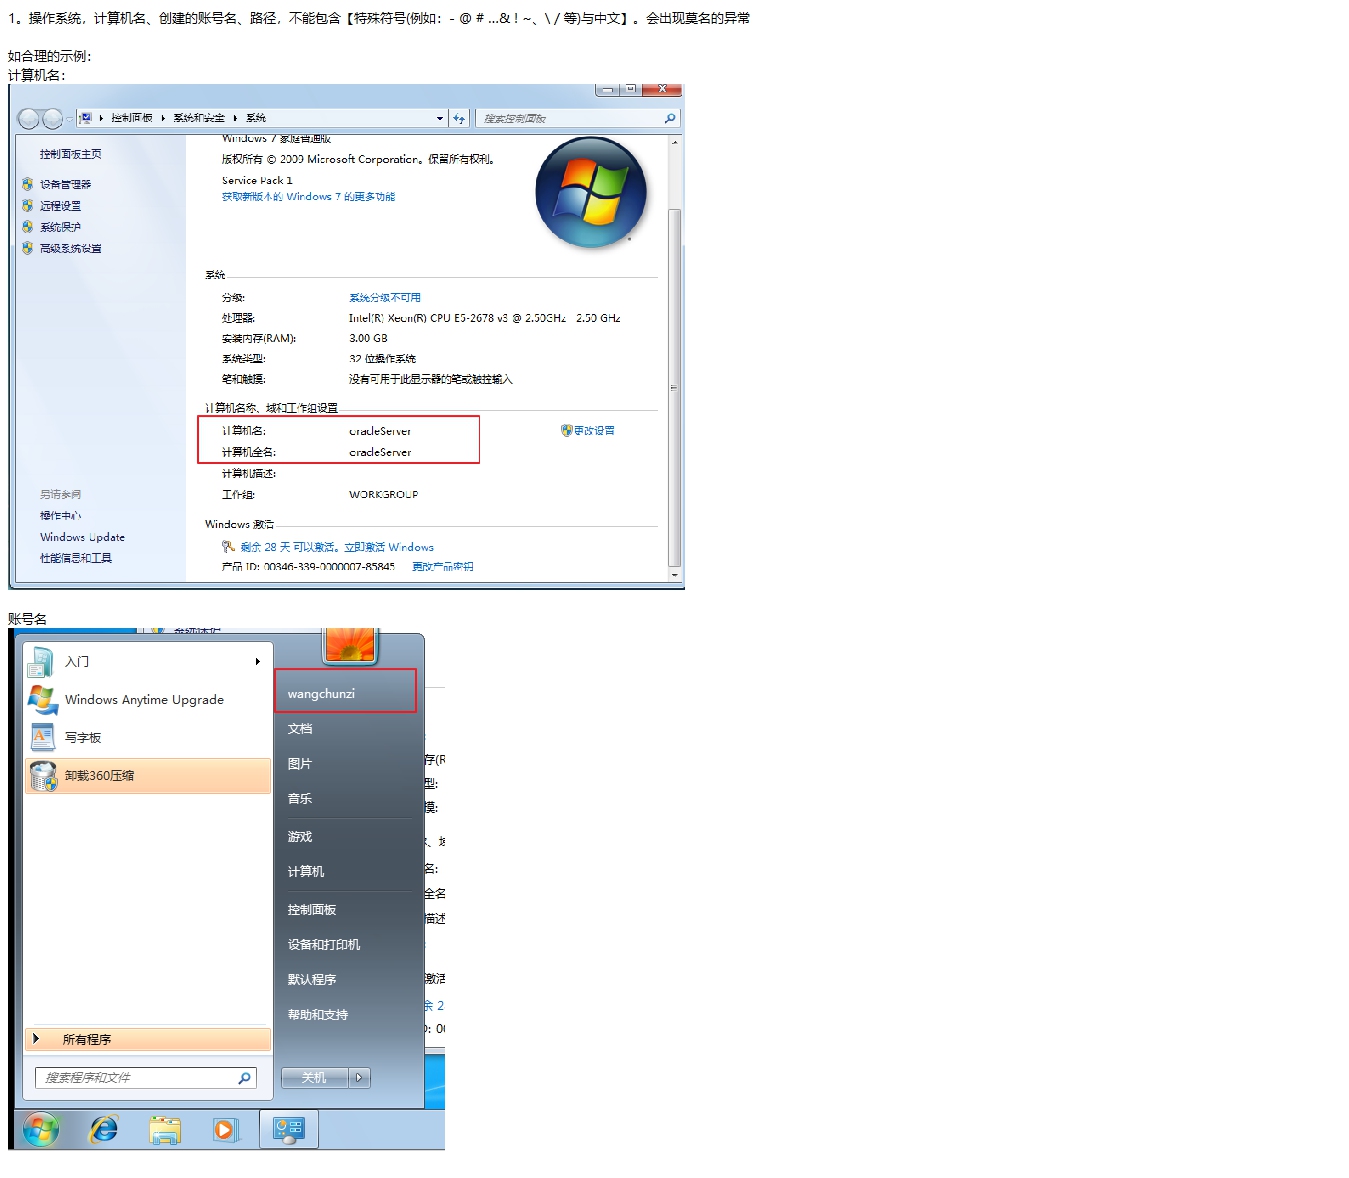 1。操作系统，计算机名、创建的账号名、路径，不能包含【特殊符号(例如：- @ # ...& ! ~、\ / 等)与中文】。会出现莫名的异常
如合理的示例：
计算机名：
控制面板 系统和安全 系统
搜索控制面板
控制面板主页
设备管理器
远程设置
系统保护
高级系统设置
另请参阅
操作中心
Windows Update
性能信息和工具
Windows 7 家庭普通版
版权所有 © 2009 Microsoft Corporation。保留所有权利。
Service Pack 1
获取新版本的 Windows 7 的更多功能
系统
分级: 系统分级不可用
处理器: Intel(R) Xeon(R) CPU E5-2678 v3 @ 2.50GHz 2.50 GHz
安装内存(RAM): 3.00 GB
系统类型: 32 位操作系统
笔和触摸: 没有可用于此显示器的笔或触控输入
计算机名称、域和工作组设置
计算机名: oracleServer
更改设置
计算机全名: oracleServer
计算机描述:
工作组: WORKGROUP
Windows 激活
剩余 28 天 可以激活。立即激活 Windows
产品 ID: 00346-339-0000007-85845 更改产品密钥
账号名
系统保护
入门
Windows Anytime Upgrade
写字板
卸载360压缩
所有程序
搜索程序和文件
wangchunzi
文档
图片
音乐
游戏
计算机
控制面板
设备和打印机
默认程序
帮助和支持
关机
存(R
型:
摸:
名:
全名
描述
激活
余 2